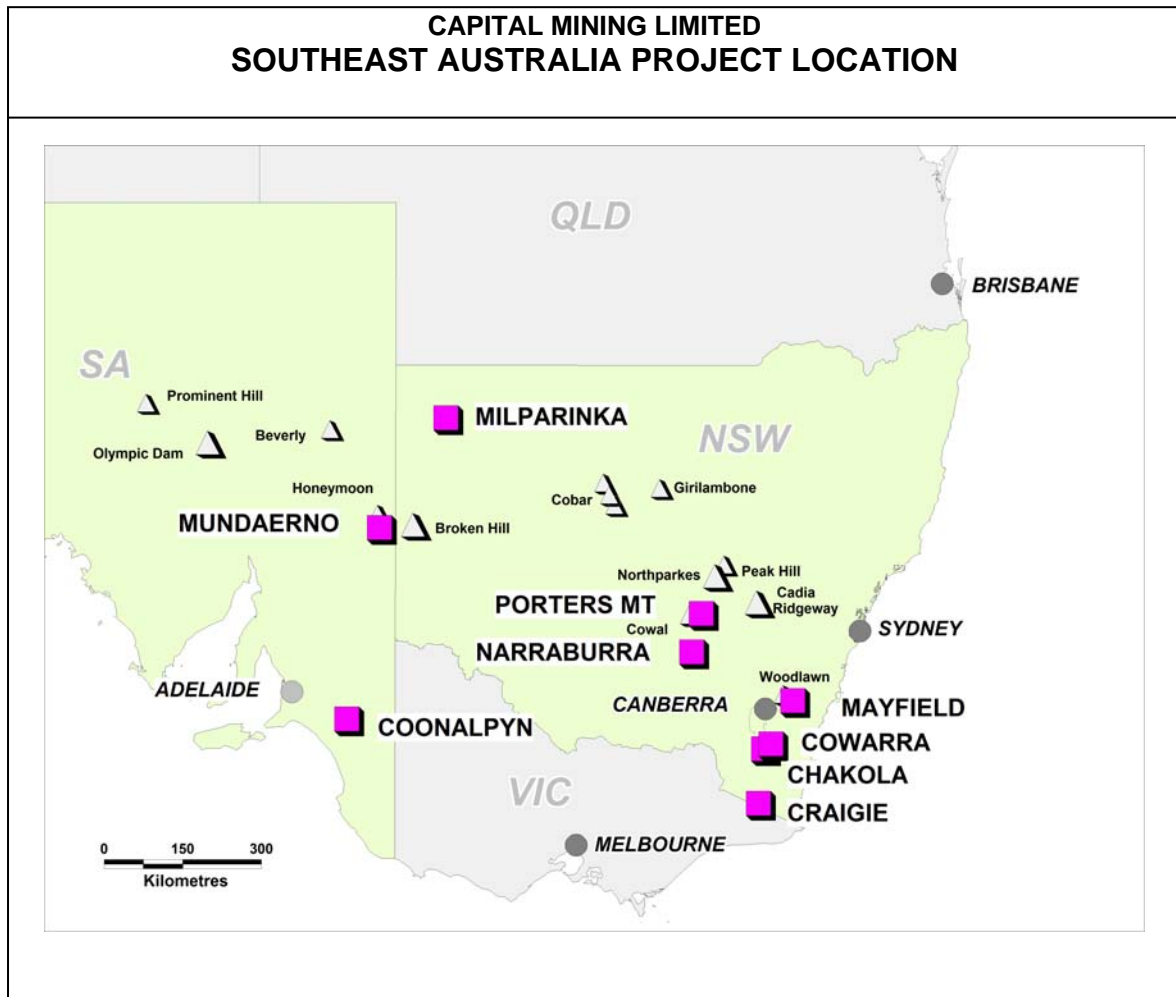 CAPITAL MINING LIMITED
SOUTHEAST AUSTRALIA PROJECT LOCATION
QLD
BRISBANE
SA
Prominent Hill
MILPARINKA
NSW
Beverly
Olympic Dam
Honeymoon
Cobar
Girilambone
MUNDAERNO
Broken Hill
Northparkes
Peak Hill
PORTERS MT
Cadia
Ridgeway
Cowal
SYDNEY
NARRABURRA
Woodlawn
ADELAIDE
CANBERRA
MAYFIELD
COONALPYN
COWARRA
CHAKOLA
VIC
CRAIGIE
MELBOURNE
0 150 300
Kilometres